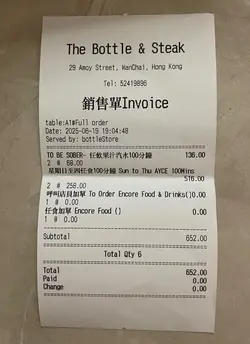 The Bottle & Steak
29 Amoy Street, WanChai, Hong Kong
Tel: 52419896
銷售單Invoice
table:A1#Full order
Date: 2025-08-19 19:04:48
Served by: bottleStore
TO BE SOBER- 任飲果汁汽水100分鐘 136.00
2 # 68.00
星期日至四任食100分鐘 Sun to Thu AYCE 100Mins
516.00
2 # 258.00
呼叫店員加單 To Order Encore Food & Drinks()0.00
1 # 0.00
任食加單 Encore Food () 0.00
1 # 0.00
Subtotal 652.00
Total Qty 6
Total 652.00
Paid 0.00
Change 0.00